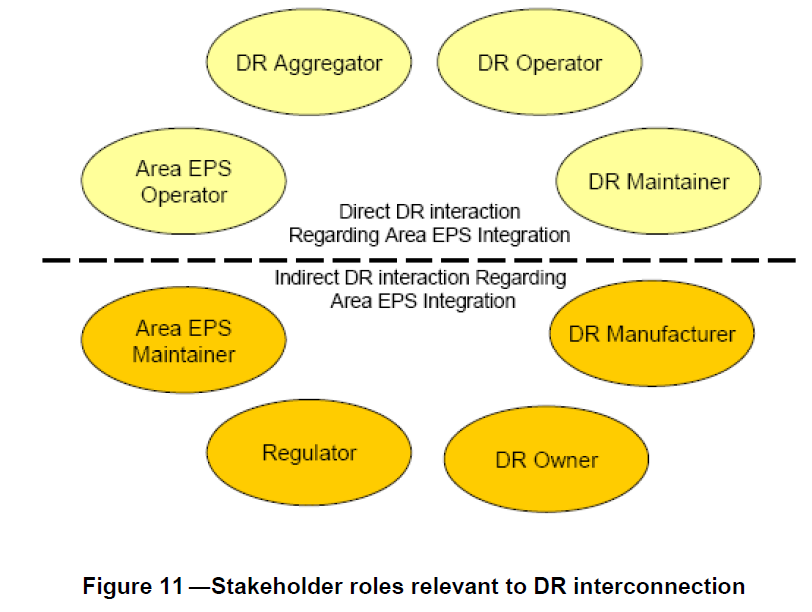 DR Aggregator
DR Operator
Area EPS
Operator
DR Maintainer
Direct DR interaction
Regarding Area EPS Integration
Indirect DR interaction Regarding
Area EPS Integration
Area EPS
Maintainer
DR Manufacturer
Regulator
DR Owner
Figure 11 —Stakeholder roles relevant to DR interconnection